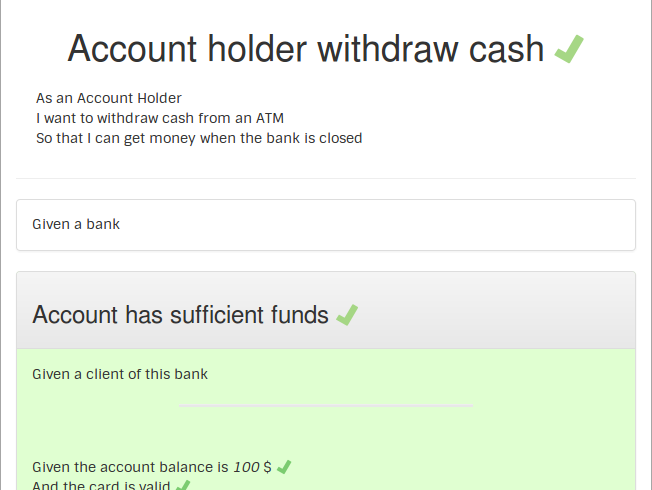 Account holder withdraw cash
As an Account Holder
I want to withdraw cash from an ATM
So that I can get money when the bank is closed
Given a bank
Account has sufficient funds
Given a client of this bank
Given the account balance is 100 $
And the card is valid